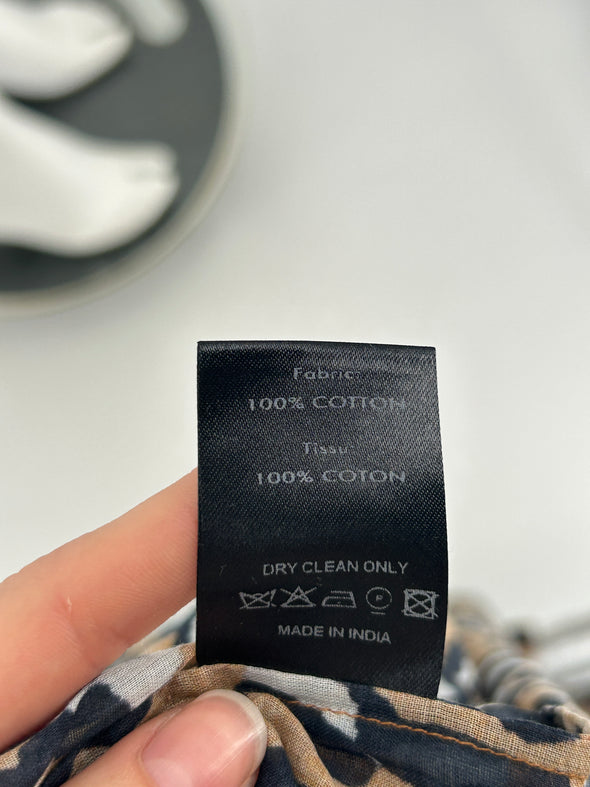 Fabric:
100% COTTON
Tissu:
100% COTON
DRY CLEAN ONLY
P
MADE IN INDIA